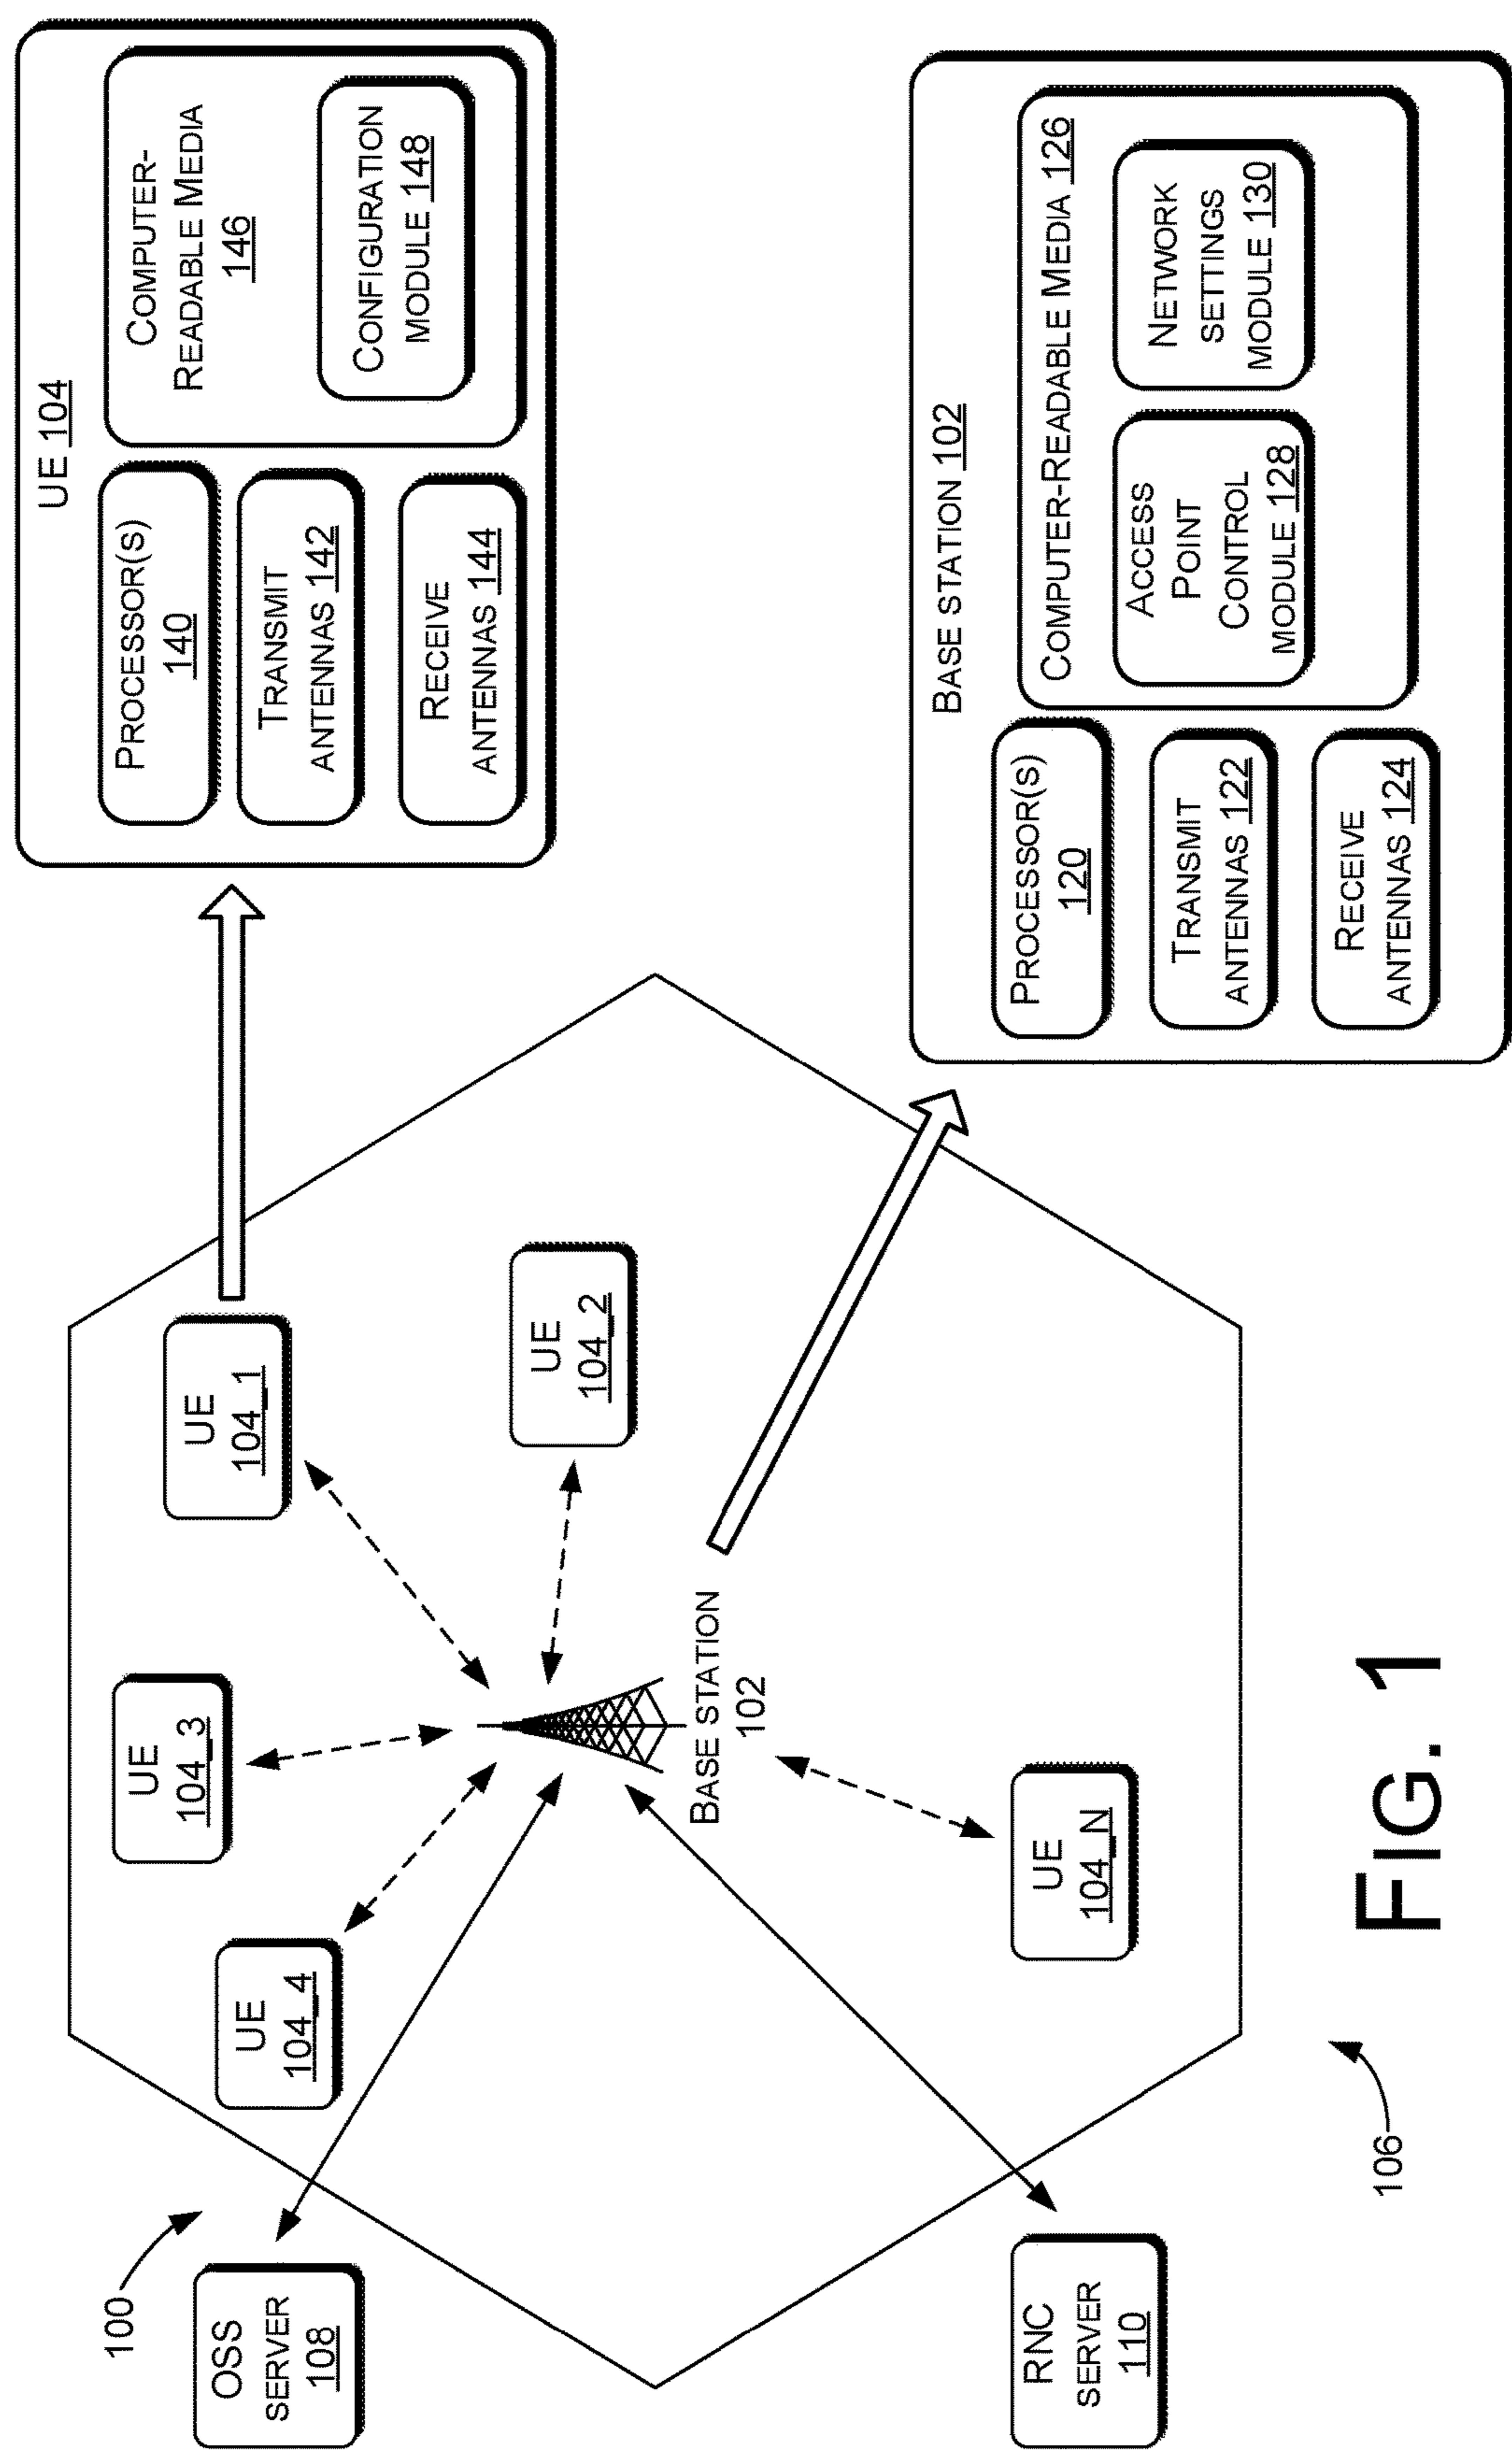 100
OSS
SERVER
108
UE
104_4
UE
104_3
UE
104_1
UE
104_2
BASE STATION
102
UE
104_N
RNC
SERVER
110
106
UE 104
PROCESSOR(S)
140
TRANSMIT
ANTENNAS 142
RECEIVE
ANTENNAS 144
COMPUTER-
READABLE MEDIA
146
CONFIGURATION
MODULE 148
BASE STATION 102
PROCESSOR(S)
120
TRANSMIT
ANTENNAS 122
RECEIVE
ANTENNAS 124
COMPUTER-READABLE MEDIA 126
ACCESS
POINT
CONTROL
MODULE 128
NETWORK
SETTINGS
MODULE 130
FIG. 1